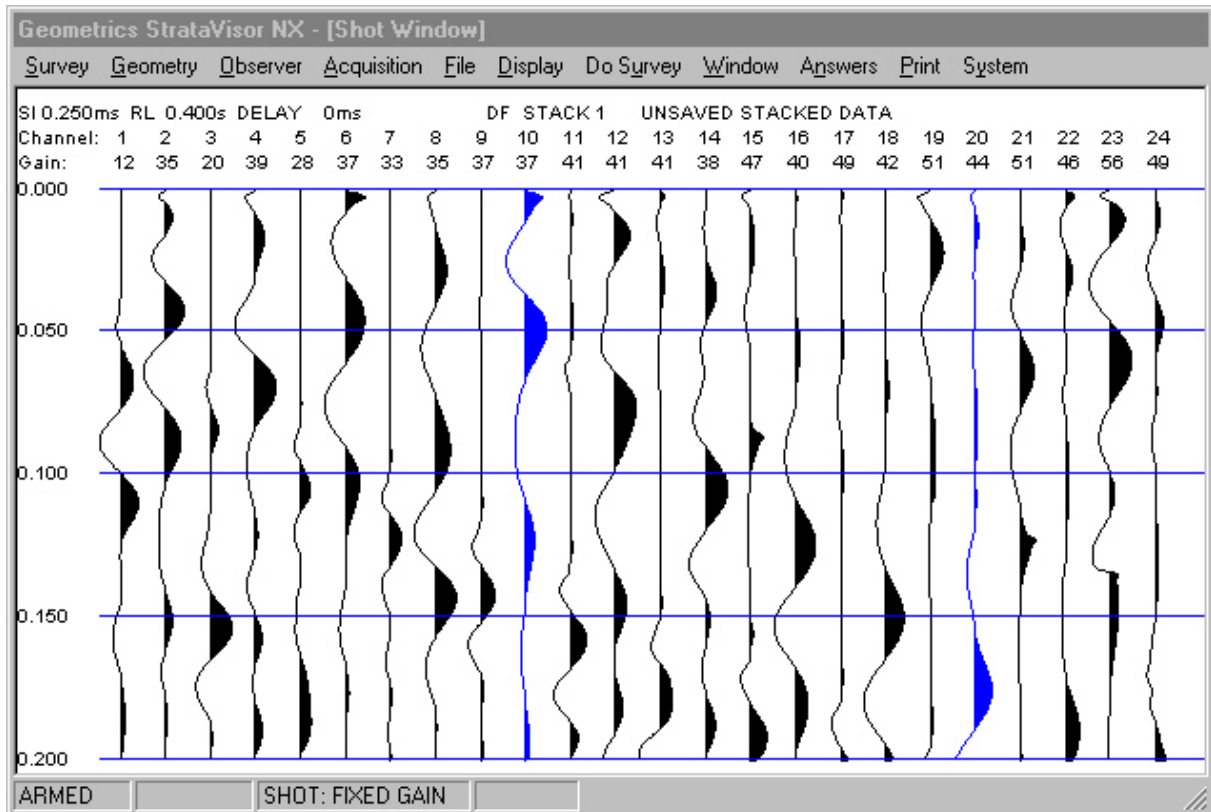 Geometrics StrataVisor NX - [Shot Window]
Survey Geometry Observer Acquisition File Display Do Survey Window Answers Print System
SI 0.250ms RL 0.400s DELAY 0ms DF STACK 1 UNSAVED STACKED DATA
Channel: 1 2 3 4 5 6 7 8 9 10 11 12 13 14 15 16 17 18 19 20 21 22 23 24
Gain: 12 35 20 39 28 37 33 35 37 37 41 41 41 38 47 40 49 42 51 44 51 46 56 49
0.000
0.050
0.100
0.150
0.200
ARMED SHOT: FIXED GAIN